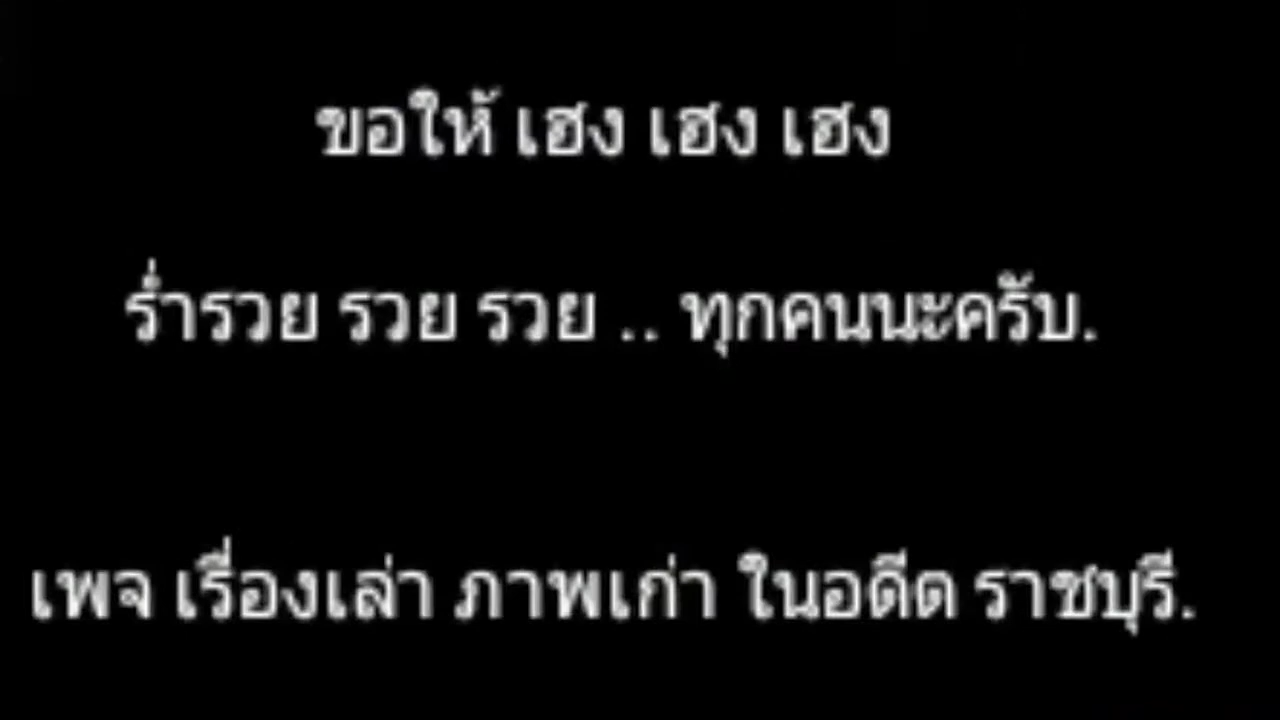 ขอให้ เฮง เฮง เฮง
ร่ำรวย รวย รวย .. ทุกคนนะครับ.
เพจ เรื่องเล่า ภาพเก่า ในอดีต ราชบุรี.